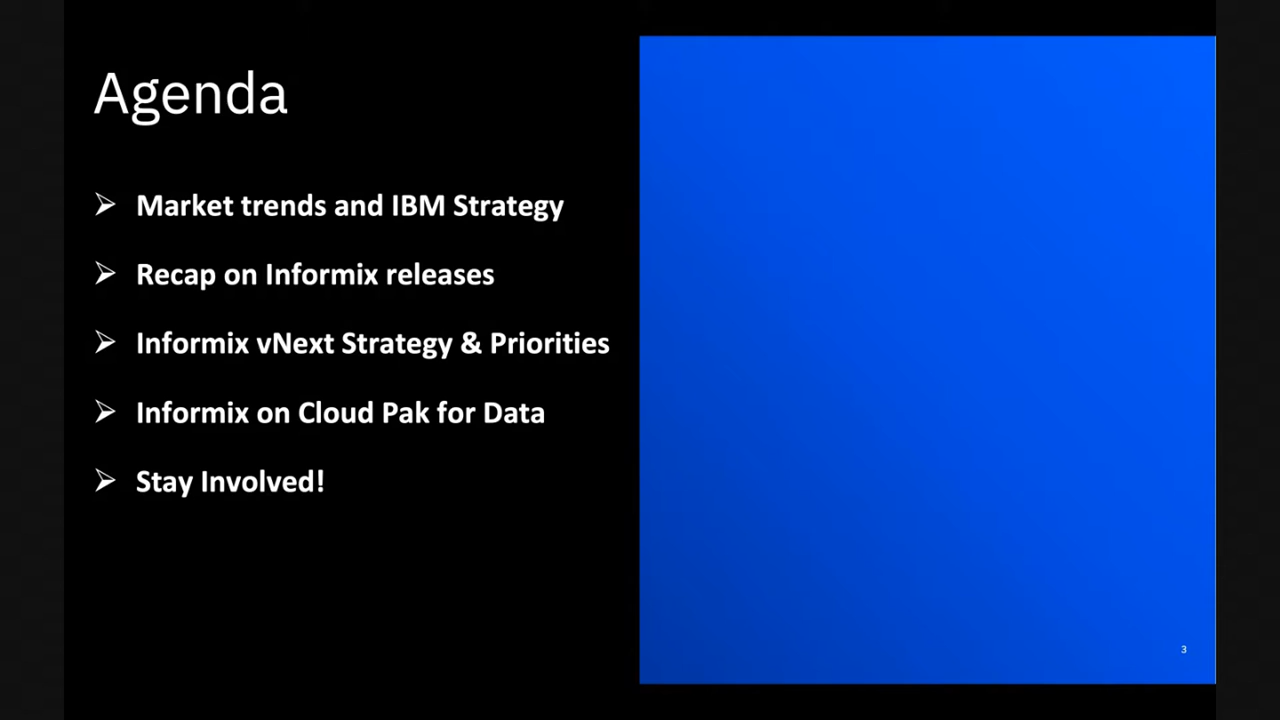 Agenda
➢ Market trends and IBM Strategy
➢ Recap on Informix releases
➢ Informix vNext Strategy & Priorities
➢ Informix on Cloud Pak for Data
➢ Stay Involved!
3